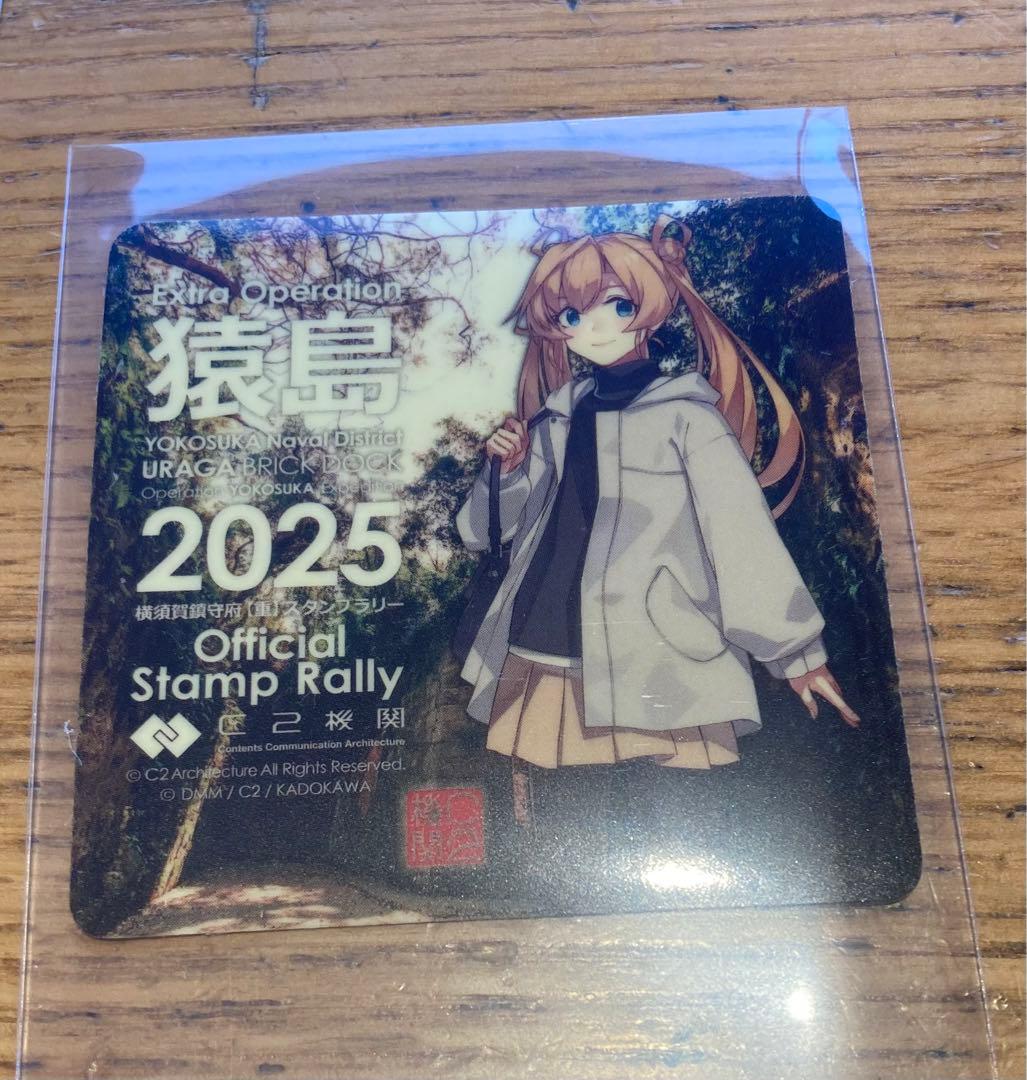 Extra Operation
猿島
YOKOSUKA Naval District
URAGA BRICK DOCK
Operation YOKOSUKA Expedition
2025
横須賀鎮守府【重】スタンプラリー
Official
Stamp Rally
C2機関
Contents Communication Architecture
© C2 Architecture All Rights Reserved.
© DMM / C2 / KADOKAWA